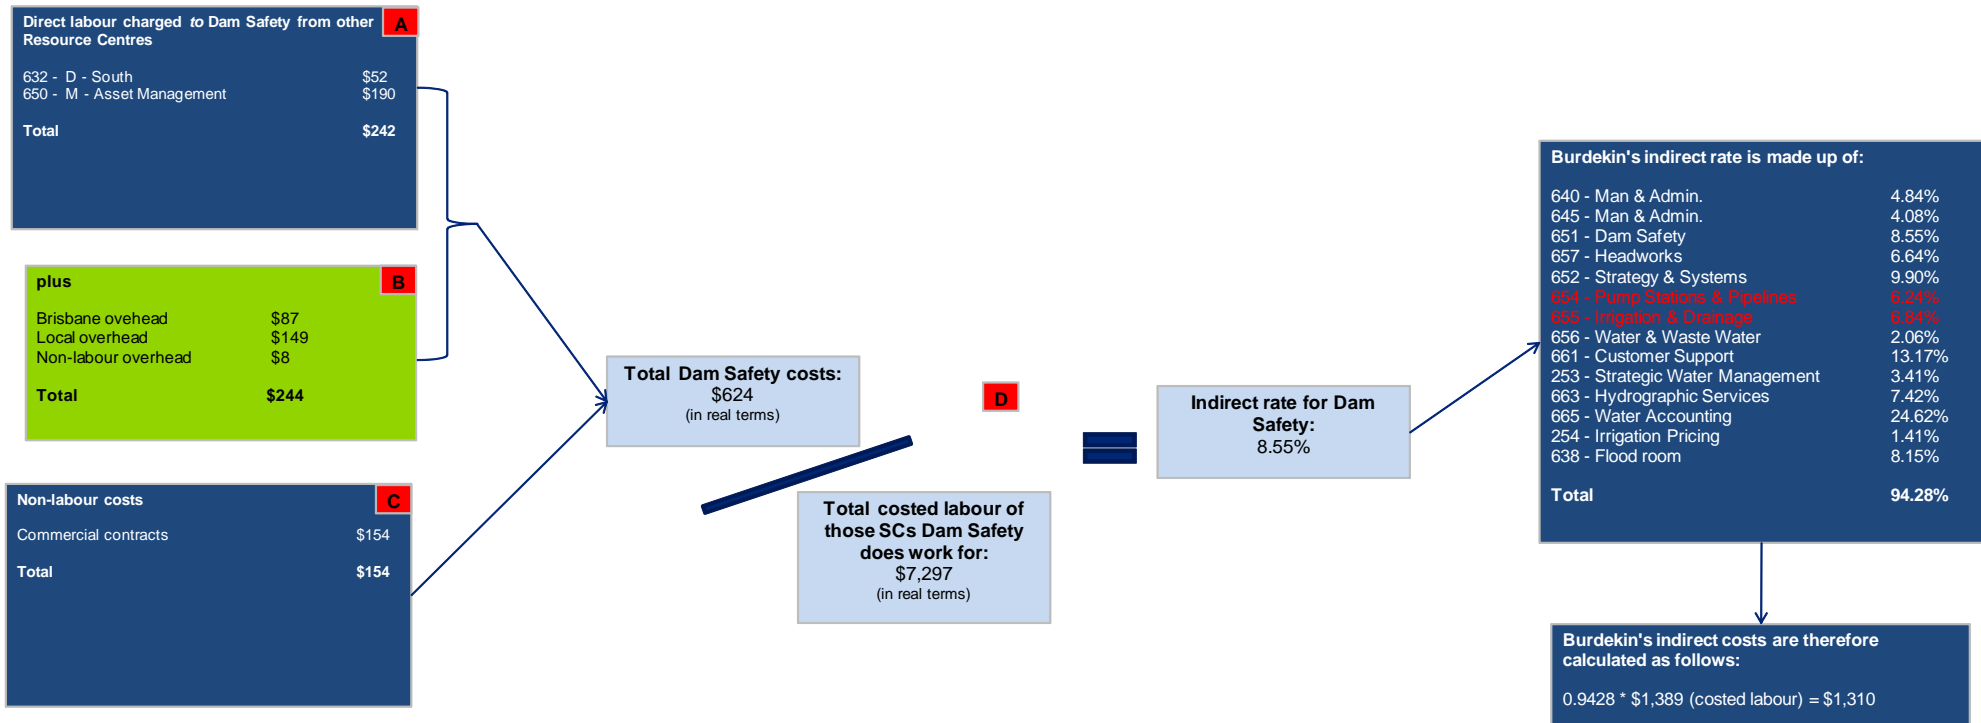 Direct labour charged to Dam Safety from other
Resource Centres
A
632 - D - South $52
650 - M - Asset Management $190
Total $242
plus
B
Brisbane ovehead $87
Local overhead $149
Non-labour overhead $8
Total $244
Non-labour costs
C
Commercial contracts $154
Total $154
Total Dam Safety costs:
$624
(in real terms)
D
Total costed labour of
those SCs Dam Safety
does work for:
$7,297
(in real terms)
Indirect rate for Dam
Safety:
8.55%
Burdekin's indirect rate is made up of:
640 - Man & Admin. 4.84%
645 - Man & Admin. 4.08%
651 - Dam Safety 8.55%
657 - Headworks 6.64%
652 - Strategy & Systems 9.90%
654 - Pump Stations & Pipelines 6.24%
655 - Irrigation & Drainage 6.84%
656 - Water & Waste Water 2.06%
661 - Customer Support 13.17%
253 - Strategic Water Management 3.41%
663 - Hydrographic Services 7.42%
665 - Water Accounting 24.62%
254 - Irrigation Pricing 1.41%
638 - Flood room 8.15%
Total 94.28%
Burdekin's indirect costs are therefore
calculated as follows:
0.9428 * $1,389 (costed labour) = $1,310